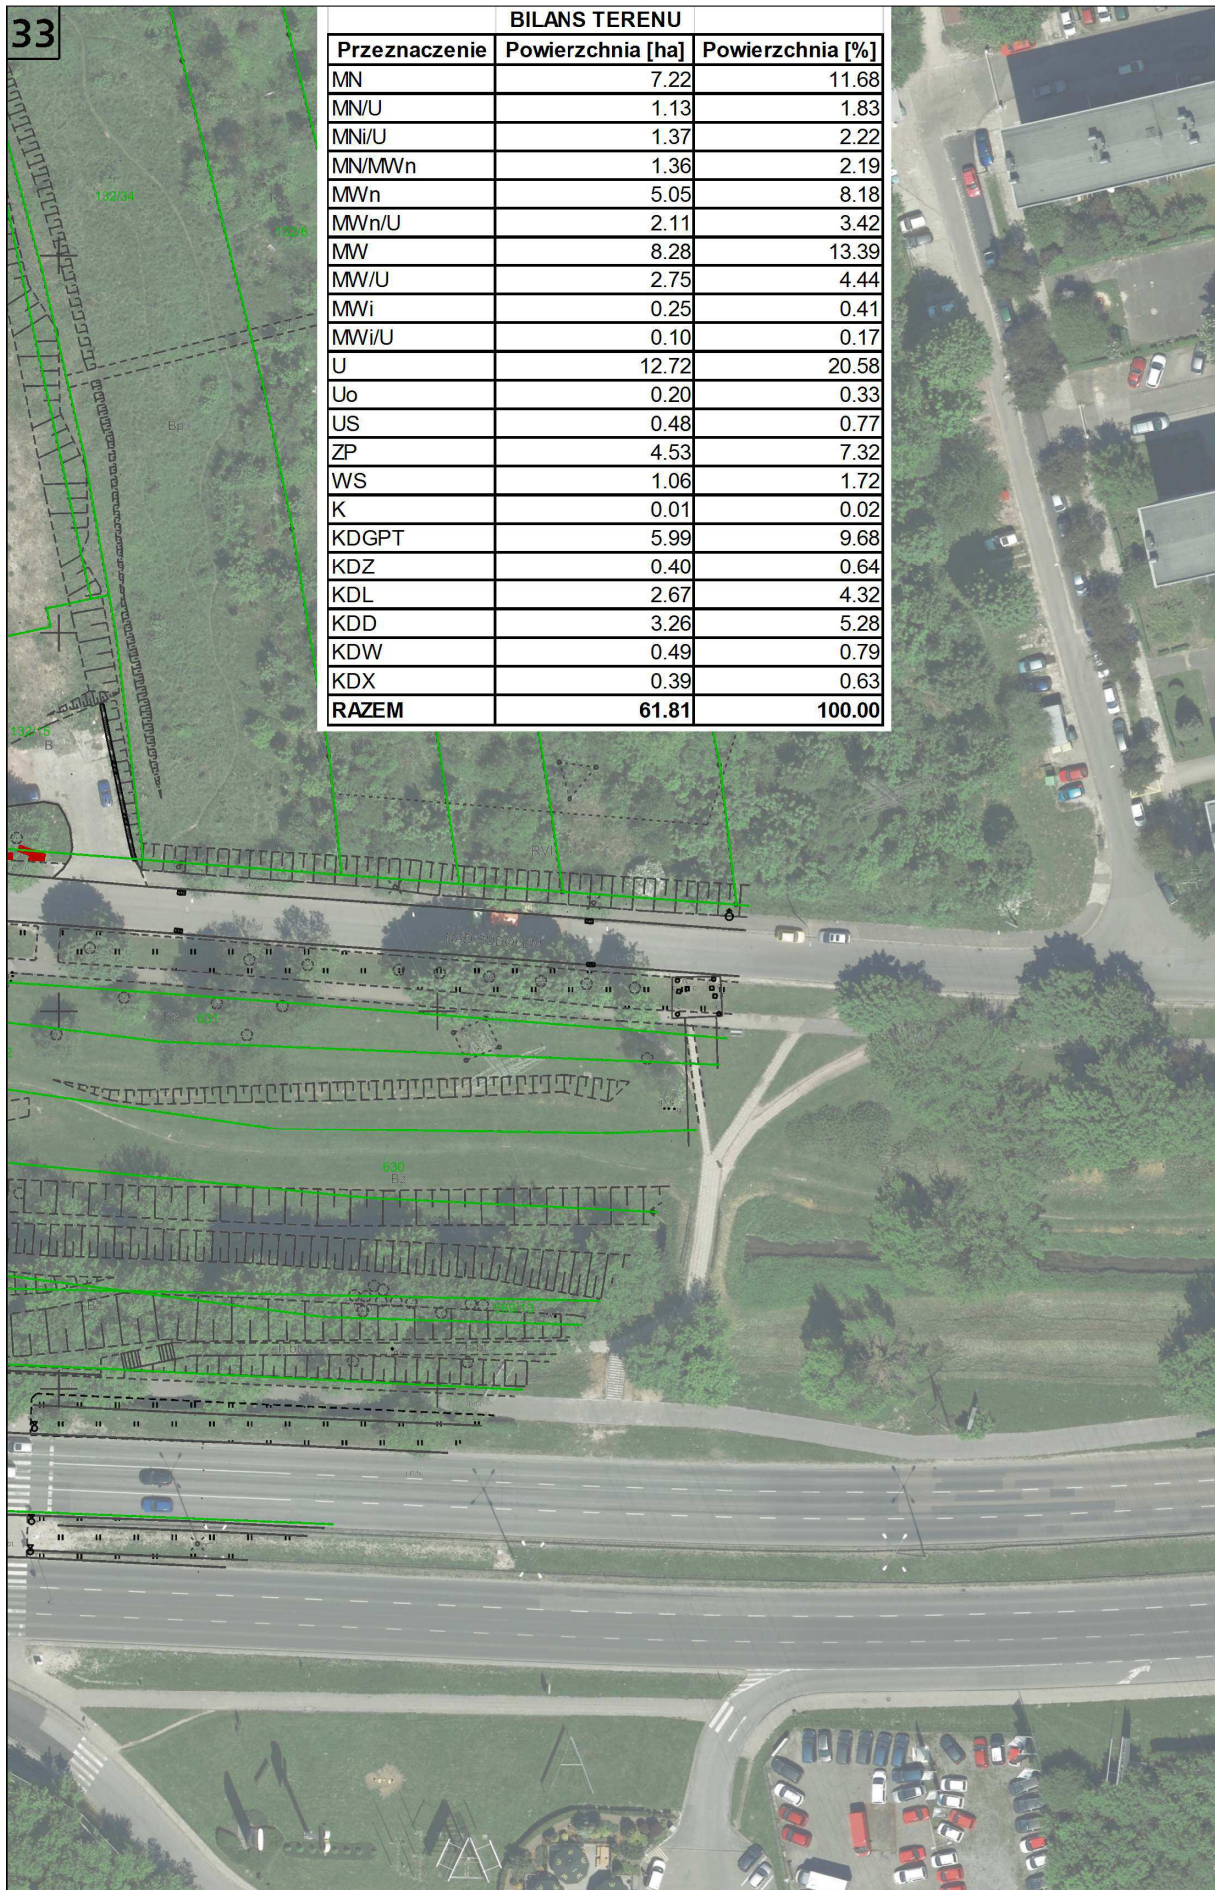 33
BILANS TERENU
Przeznaczenie Powierzchnia [ha] Powierzchnia [%]
MN 7.22 11.68
MN/U 1.13 1.83
MNi/U 1.37 2.22
MN/MWn 1.36 2.19
MWn 5.05 8.18
MWn/U 2.11 3.42
MW 8.28 13.39
MW/U 2.75 4.44
MWi 0.25 0.41
MWi/U 0.10 0.17
U 12.72 20.58
Uo 0.20 0.33
US 0.48 0.77
ZP 4.53 7.32
WS 1.06 1.72
K 0.01 0.02
KDGPT 5.99 9.68
KDZ 0.40 0.64
KDL 2.67 4.32
KDD 3.26 5.28
KDW 0.49 0.79
KDX 0.39 0.63
RAZEM 61.81 100.00
132/34
132/15
B
630
Bz